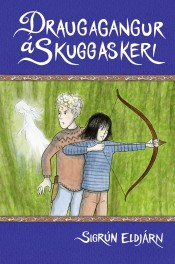 DRAUGAGANGUR
Á SKUGGASKERI
SIGRÚN ELDJÁRN